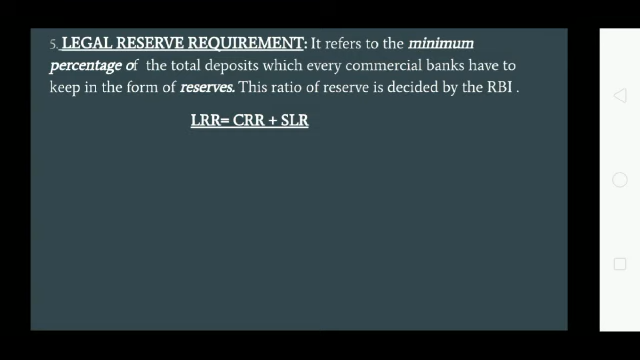 5. LEGAL RESERVE REQUIREMENT: It refers to the minimum
percentage of the total deposits which every commercial banks have to
keep in the form of reserves. This ratio of reserve is decided by the RBI .
LRR= CRR + SLR